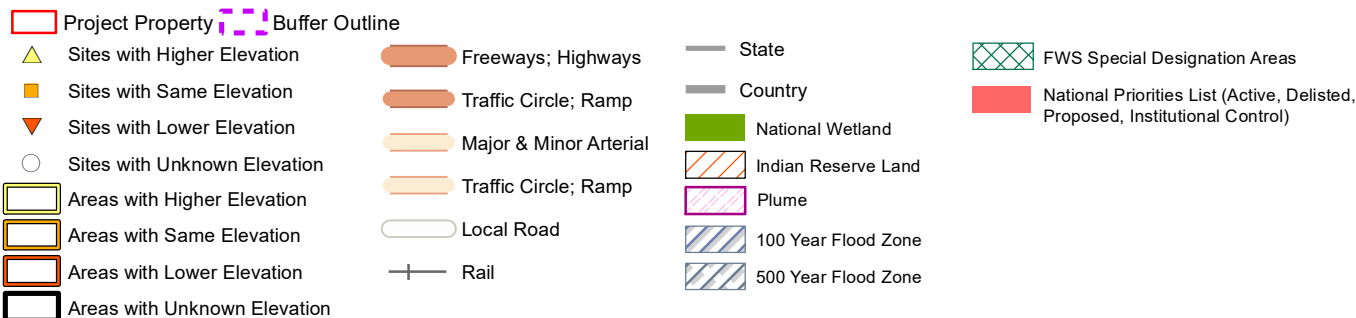 Project Property
Buffer Outline
Sites with Higher Elevation
Sites with Same Elevation
Sites with Lower Elevation
Sites with Unknown Elevation
Areas with Higher Elevation
Areas with Same Elevation
Areas with Lower Elevation
Areas with Unknown Elevation
Freeways; Highways
Traffic Circle; Ramp
Major & Minor Arterial
Traffic Circle; Ramp
Local Road
Rail
State
Country
National Wetland
Indian Reserve Land
Plume
100 Year Flood Zone
500 Year Flood Zone
FWS Special Designation Areas
National Priorities List (Active, Delisted,
Proposed, Institutional Control)